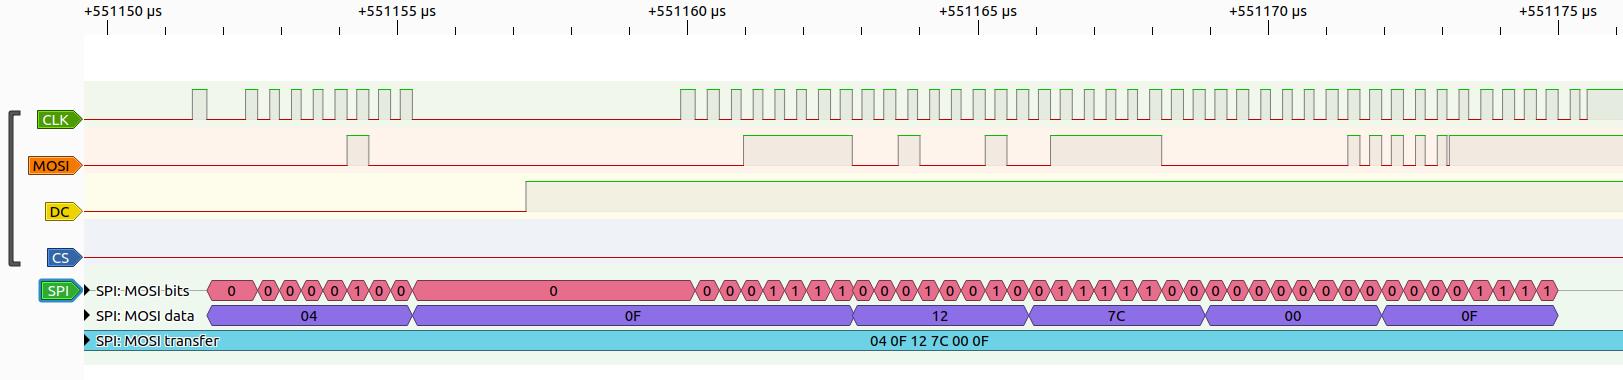 +551150 µs +551155 µs +551160 µs +551165 µs +551170 µs +551175 µs
CLK
MOSI
DC
CS
SPI SPI: MOSI bits 0 0 0 0 0 1 0 0 0 0 0 0 1 1 1 1 0 0 0 1 0 0 1 0 0 1 1 1 1 1 0 0 0 0 0 0 0 0 0 0 0 0 0 0 1 1 1 1
SPI: MOSI data 04 0F 12 7C 00 0F
SPI: MOSI transfer 04 0F 12 7C 00 0F